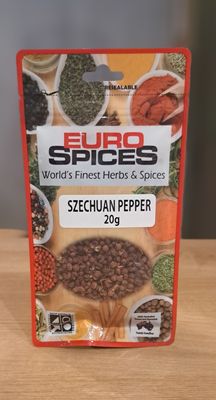 RESEALABLE
EURO
SPICES
World's Finest Herbs & Spices
SZECHUAN PEPPER
20g